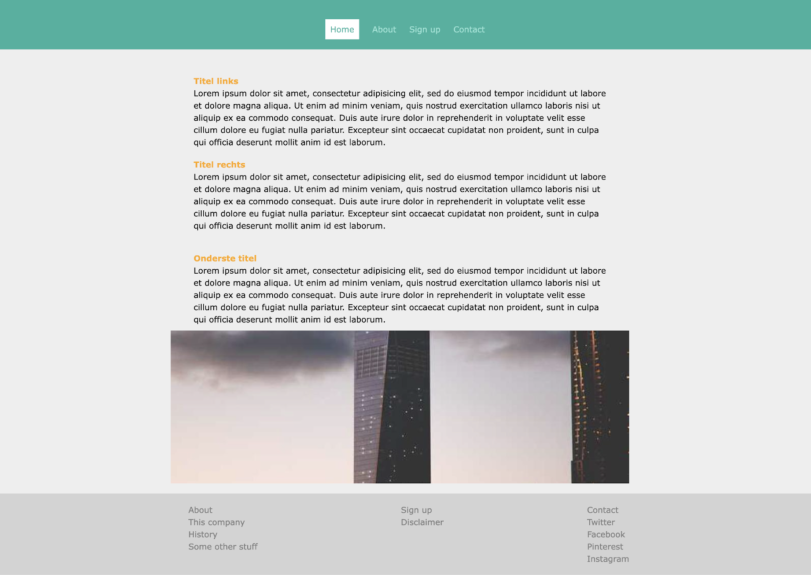 Home About Sign up Contact
Titel links
Lorem ipsum dolor sit amet, consectetur adipisicing elit, sed do eiusmod tempor incididunt ut labore
et dolore magna aliqua. Ut enim ad minim veniam, quis nostrud exercitation ullamco laboris nisi ut
aliquip ex ea commodo consequat. Duis aute irure dolor in reprehenderit in voluptate velit esse
cillum dolore eu fugiat nulla pariatur. Excepteur sint occaecat cupidatat non proident, sunt in culpa
qui officia deserunt mollit anim id est laborum.
Titel rechts
Lorem ipsum dolor sit amet, consectetur adipisicing elit, sed do eiusmod tempor incididunt ut labore
et dolore magna aliqua. Ut enim ad minim veniam, quis nostrud exercitation ullamco laboris nisi ut
aliquip ex ea commodo consequat. Duis aute irure dolor in reprehenderit in voluptate velit esse
cillum dolore eu fugiat nulla pariatur. Excepteur sint occaecat cupidatat non proident, sunt in culpa
qui officia deserunt mollit anim id est laborum.
Onderste titel
Lorem ipsum dolor sit amet, consectetur adipisicing elit, sed do eiusmod tempor incididunt ut labore
et dolore magna aliqua. Ut enim ad minim veniam, quis nostrud exercitation ullamco laboris nisi ut
aliquip ex ea commodo consequat. Duis aute irure dolor in reprehenderit in voluptate velit esse
cillum dolore eu fugiat nulla pariatur. Excepteur sint occaecat cupidatat non proident, sunt in culpa
qui officia deserunt mollit anim id est laborum.
About
This company
History
Some other stuff
Sign up
Disclaimer
Contact
Twitter
Facebook
Pinterest
Instagram